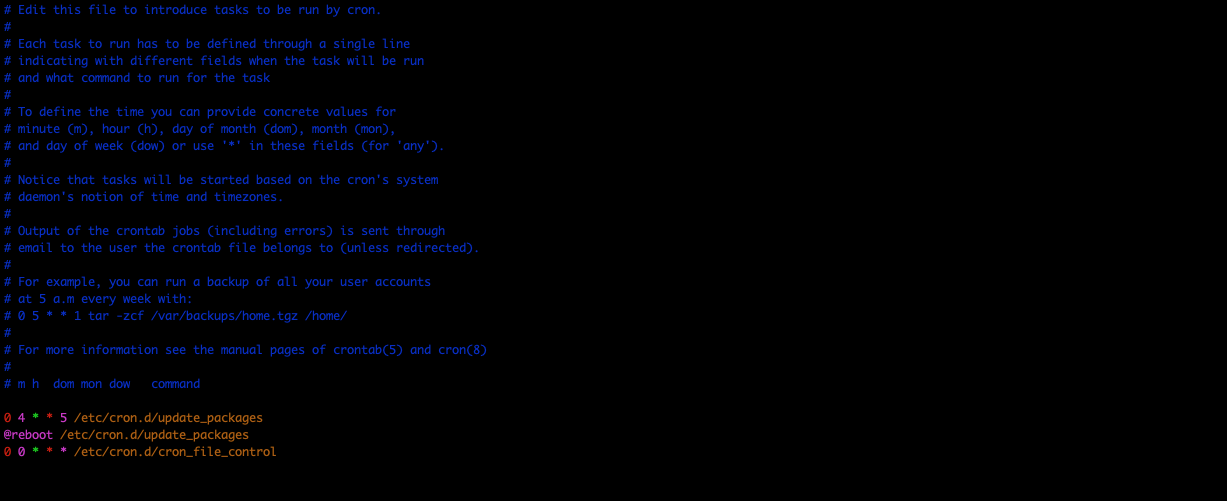 # Edit this file to introduce tasks to be run by cron.
#
# Each task to run has to be defined through a single line
# indicating with different fields when the task will be run
# and what command to run for the task
#
# To define the time you can provide concrete values for
# minute (m), hour (h), day of month (dom), month (mon),
# and day of week (dow) or use '*' in these fields (for 'any').
#
# Notice that tasks will be started based on the cron's system
# daemon's notion of time and timezones.
#
# Output of the crontab jobs (including errors) is sent through
# email to the user the crontab file belongs to (unless redirected).
#
# For example, you can run a backup of all your user accounts
# at 5 a.m every week with:
# 0 5 * * 1 tar -zcf /var/backups/home.tgz /home/
#
# For more information see the manual pages of crontab(5) and cron(8)
#
# m h  dom mon dow   command
0 4 * * 5 /etc/cron.d/update_packages
@reboot /etc/cron.d/update_packages
0 0 * * * /etc/cron.d/cron_file_control